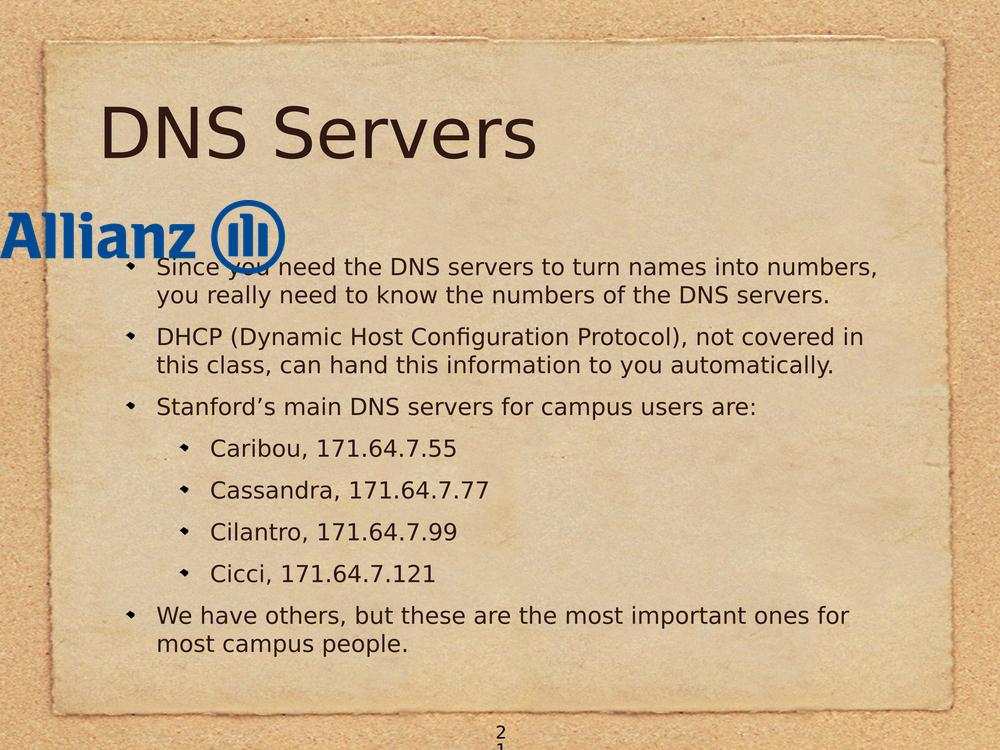 DNS Servers
Allianz
Since you need the DNS servers to turn names into numbers,
you really need to know the numbers of the DNS servers.
DHCP (Dynamic Host Configuration Protocol), not covered in
this class, can hand this information to you automatically.
Stanford’s main DNS servers for campus users are:
Caribou, 171.64.7.55
Cassandra, 171.64.7.77
Cilantro, 171.64.7.99
Cicci, 171.64.7.121
We have others, but these are the most important ones for
most campus people.
2
1